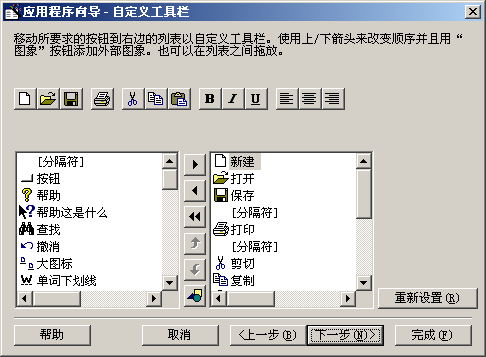 应用程序向导 - 自定义工具栏
移动所要求的按钮到右边的列表以自定义工具栏。使用上/下箭头来改变顺序并且用“
图象”按钮添加外部图象。也可以在列表之间拖放。
B I U
[分隔符]
按钮
帮助
帮助这是什么
查找
撤消
大图标
单词下划线
新建
打开
保存
[分隔符]
打印
[分隔符]
剪切
复制
重新设置(R)
帮助
取消
<上一步(B)
下一步(N)>
完成(F)